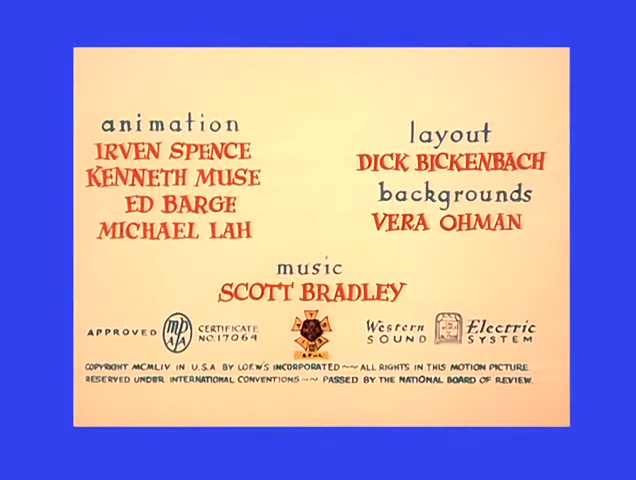 animation
IRVEN SPENCE
KENNETH MUSE
ED BARGE
MICHAEL LAH
layout
DICK BICKENBACH
backgrounds
VERA OHMAN
music
SCOTT BRADLEY
APPROVED MPAA CERTIFICATE NO. 17064
Western Electric
SOUND SYSTEM
COPYRIGHT MCMLIV IN U.S.A BY LOEW'S INCORPORATED ~~ ALL RIGHTS IN THIS MOTION PICTURE
RESERVED UNDER INTERNATIONAL CONVENTIONS ~~ PASSED BY THE NATIONAL BOARD OF REVIEW.